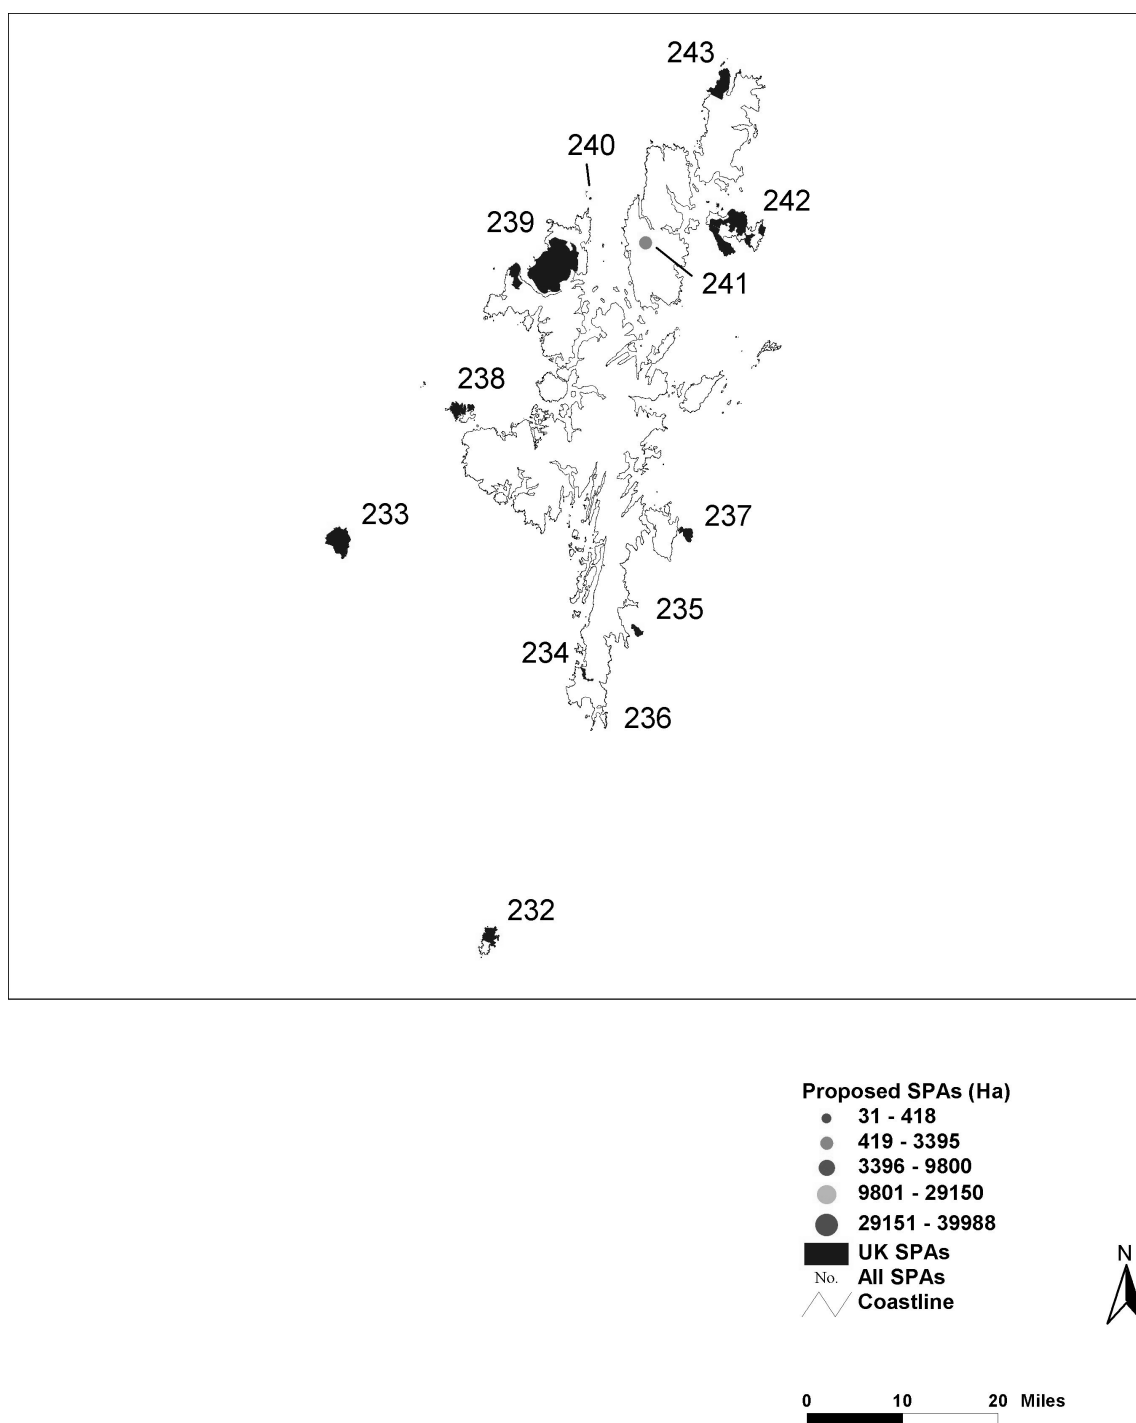 243
240
242
239
241
238
233
237
235
234
236
232
Proposed SPAs (Ha)
31 - 418
419 - 3395
3396 - 9800
9801 - 29150
29151 - 39988
UK SPAs
No. All SPAs
Coastline
N
0 10 20 Miles